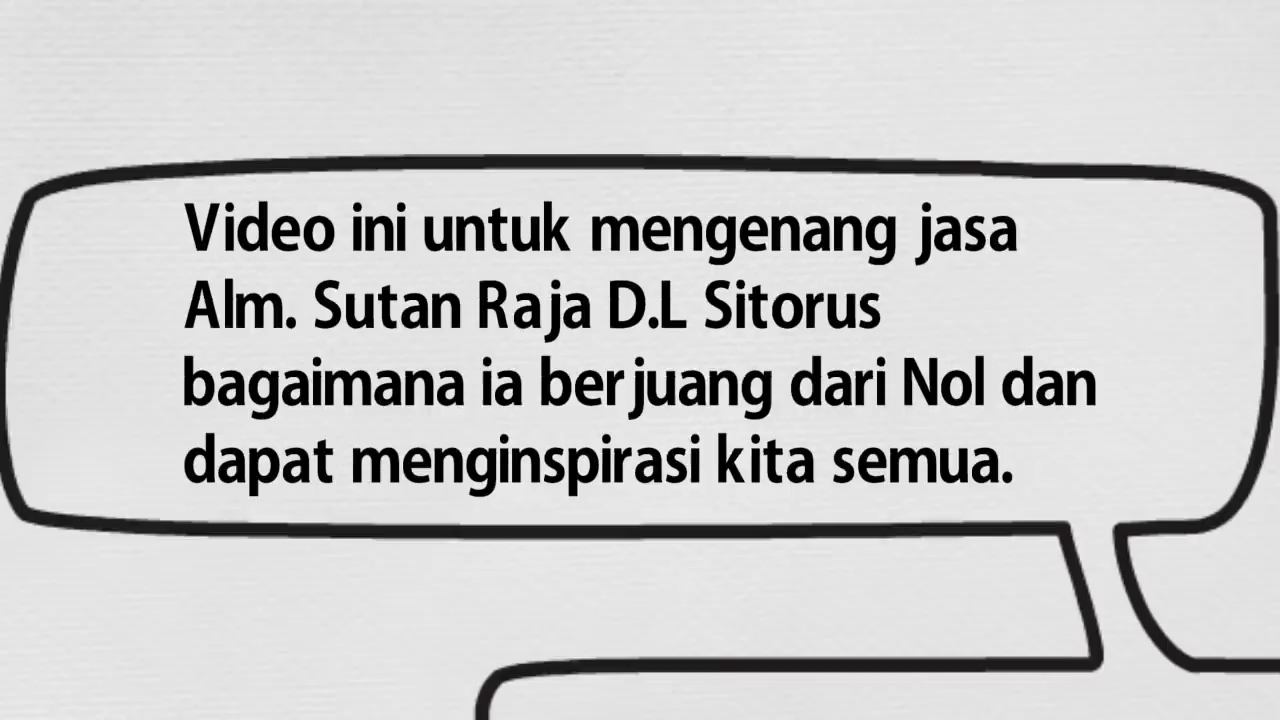 Video ini untuk mengenang jasa
Alm. Sutan Raja D.L Sitorus
bagaimana ia berjuang dari Nol dan
dapat menginspirasi kita semua.